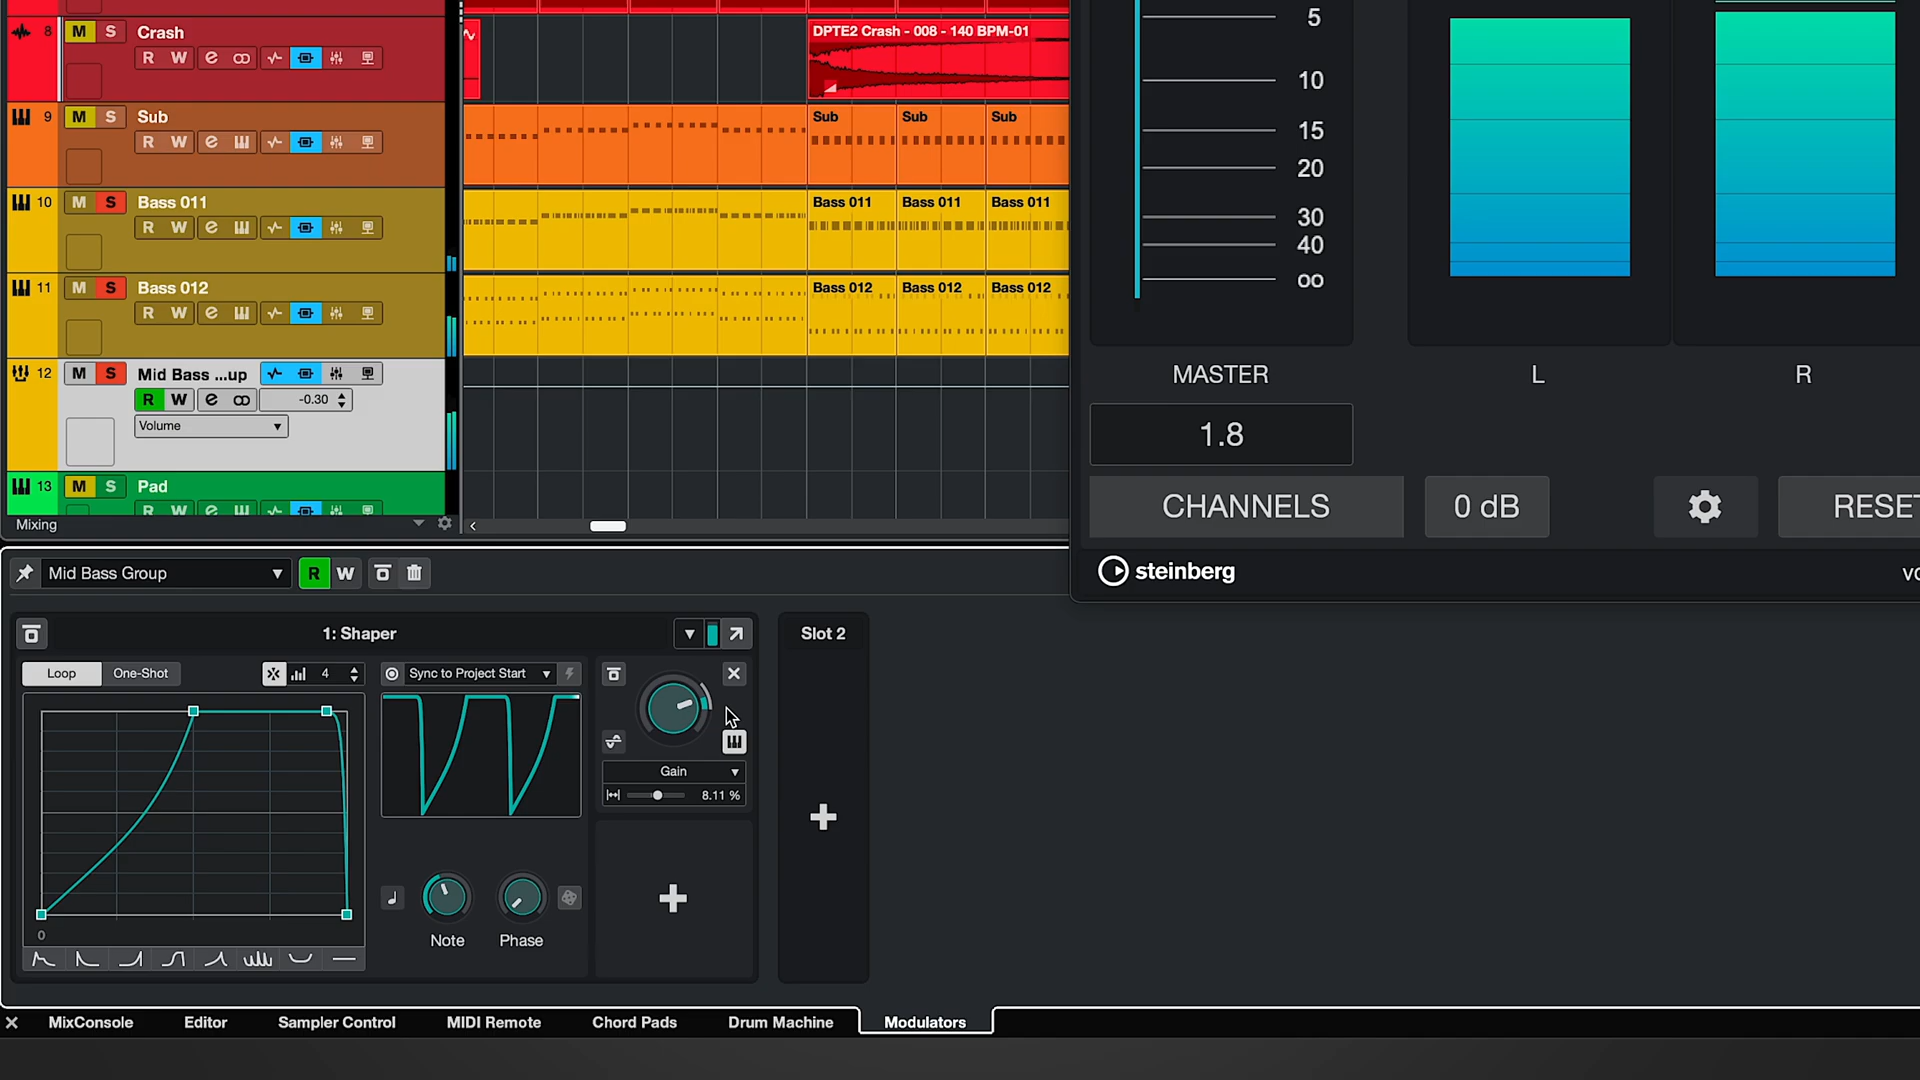 8 M S Crash
R W e
DPTE2 Crash - 008 - 140 BPM-01
9 M S Sub
R W e
Sub Sub Sub
10 M S Bass 011
R W e
Bass 011 Bass 011 Bass 011
11 M S Bass 012
R W e
Bass 012 Bass 012 Bass 012
12 M S Mid Bass ...up
R W e -0.30
Volume
13 M S Pad
R W e
Mixing
5
10
15
20
30
40
oo
MASTER L R
1.8
CHANNELS 0 dB RESET
steinberg
Mid Bass Group R W
1: Shaper
Slot 2
Loop One-Shot 4
Sync to Project Start
Gain
8.11 %
0
Note Phase
MixConsole Editor Sampler Control MIDI Remote Chord Pads Drum Machine Modulators